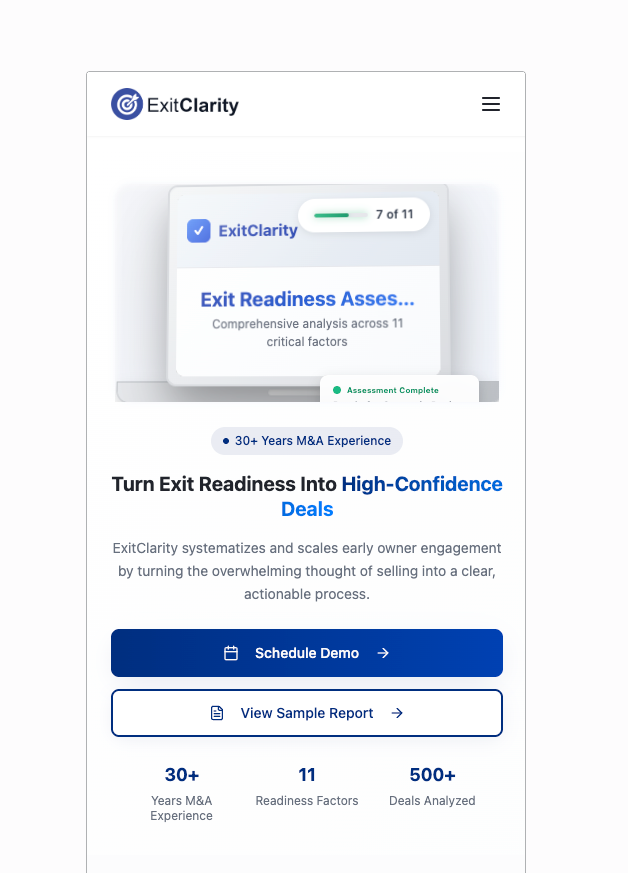 ExitClarity
ExitClarity
7 of 11
Exit Readiness Asses...
Comprehensive analysis across 11
critical factors
Assessment Complete
30+ Years M&A Experience
Turn Exit Readiness Into High-Confidence
Deals
ExitClarity systematizes and scales early owner engagement
by turning the overwhelming thought of selling into a clear,
actionable process.
Schedule Demo
View Sample Report
30+
11
500+
Years M&A
Experience
Readiness Factors
Deals Analyzed